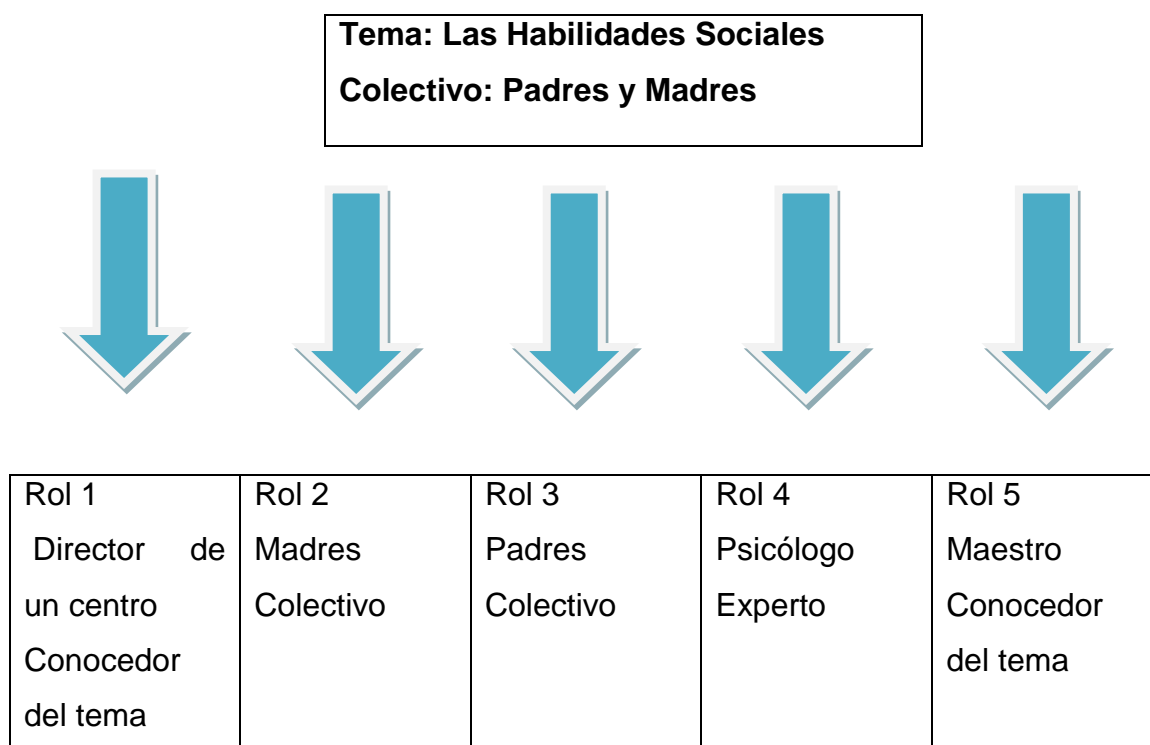 Tema: Las Habilidades Sociales
Colectivo: Padres y Madres
Rol 1
Director de
un centro
Conocedor
del tema
Rol 2
Madres
Colectivo
Rol 3
Padres
Colectivo
Rol 4
Psicólogo
Experto
Rol 5
Maestro
Conocedor
del tema